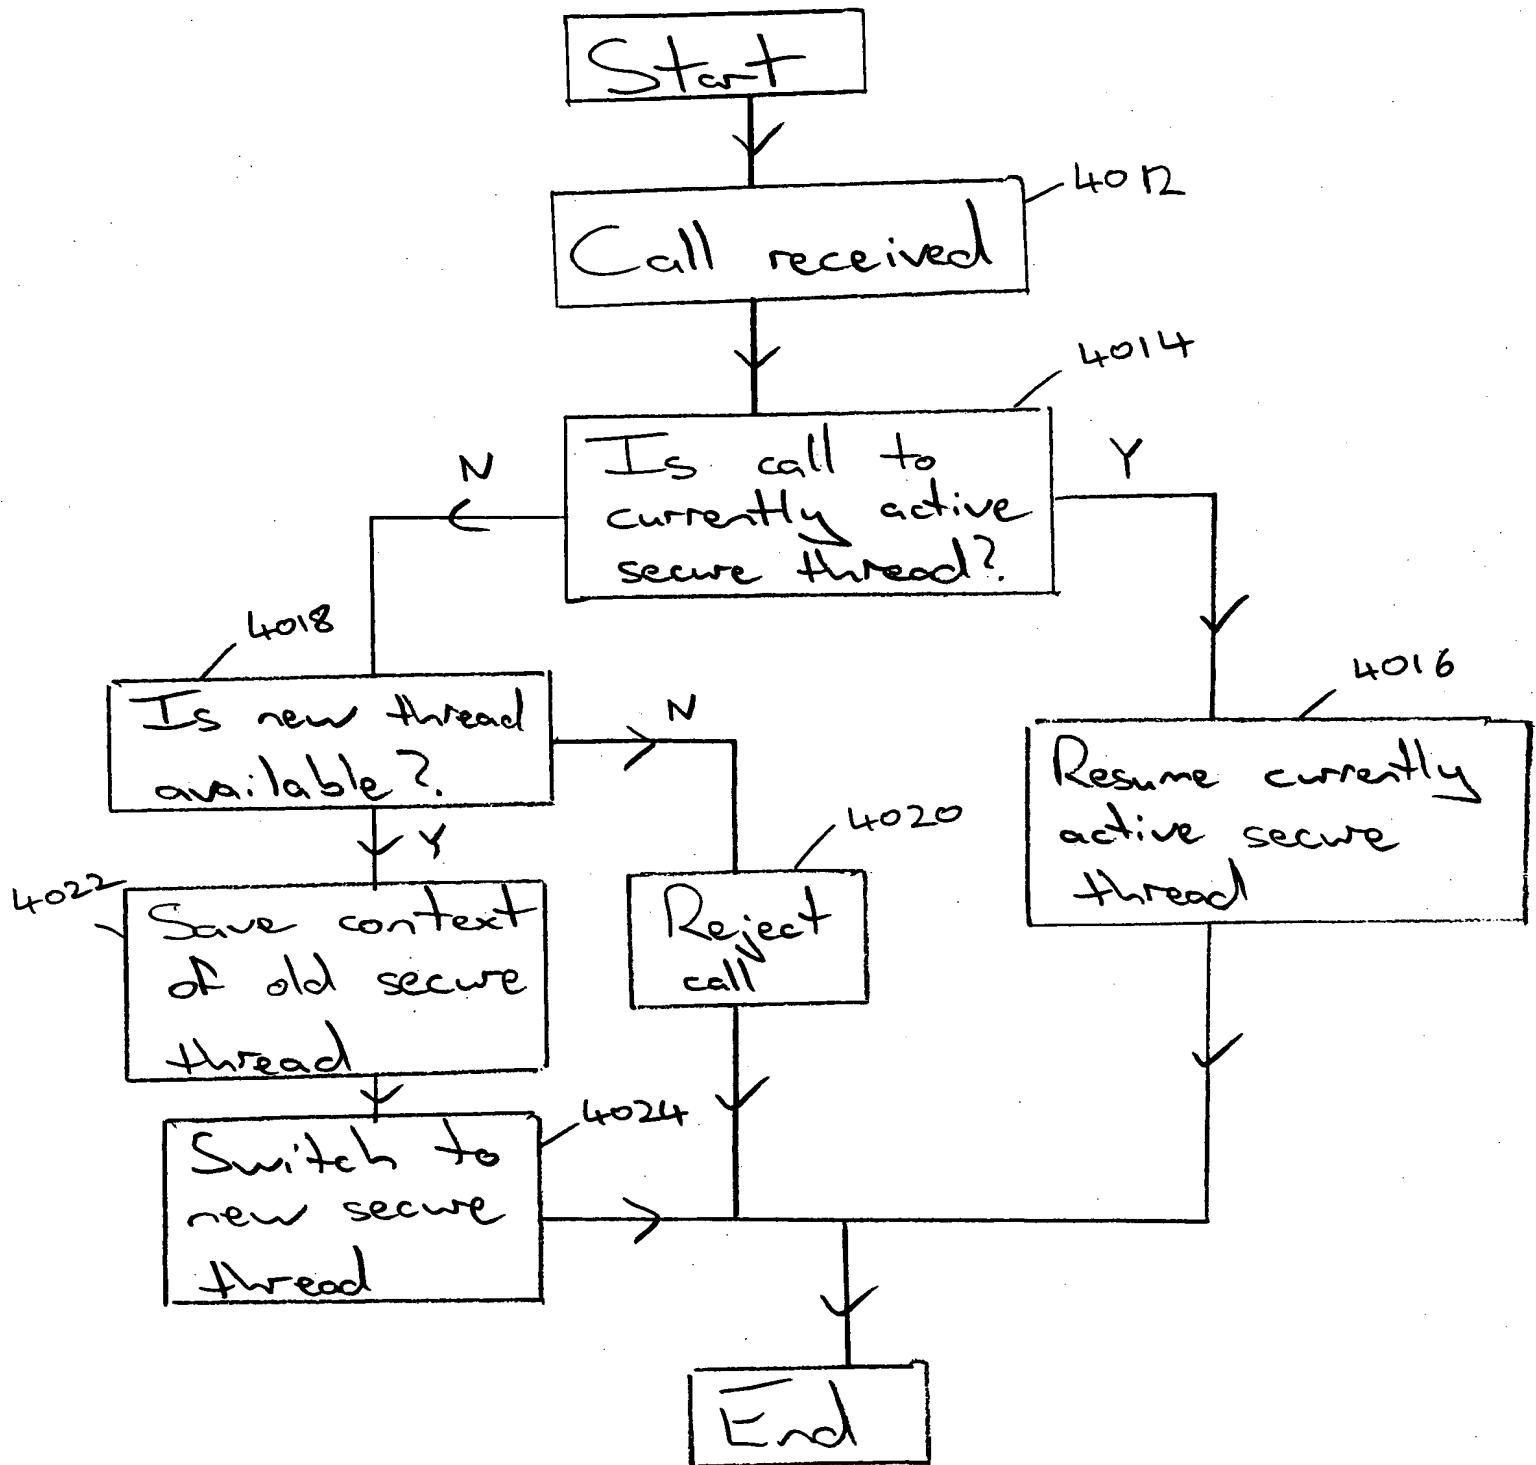 Start
4012
Call received
4014
N
Y
Is call to
currently active
secure thread?
4018
4016
Is new thread
available?
N
Resume currently
active secure
thread
Y
4020
4022
Save context
of old secure
thread
Reject
call
4024
Switch to
new secure
thread
End